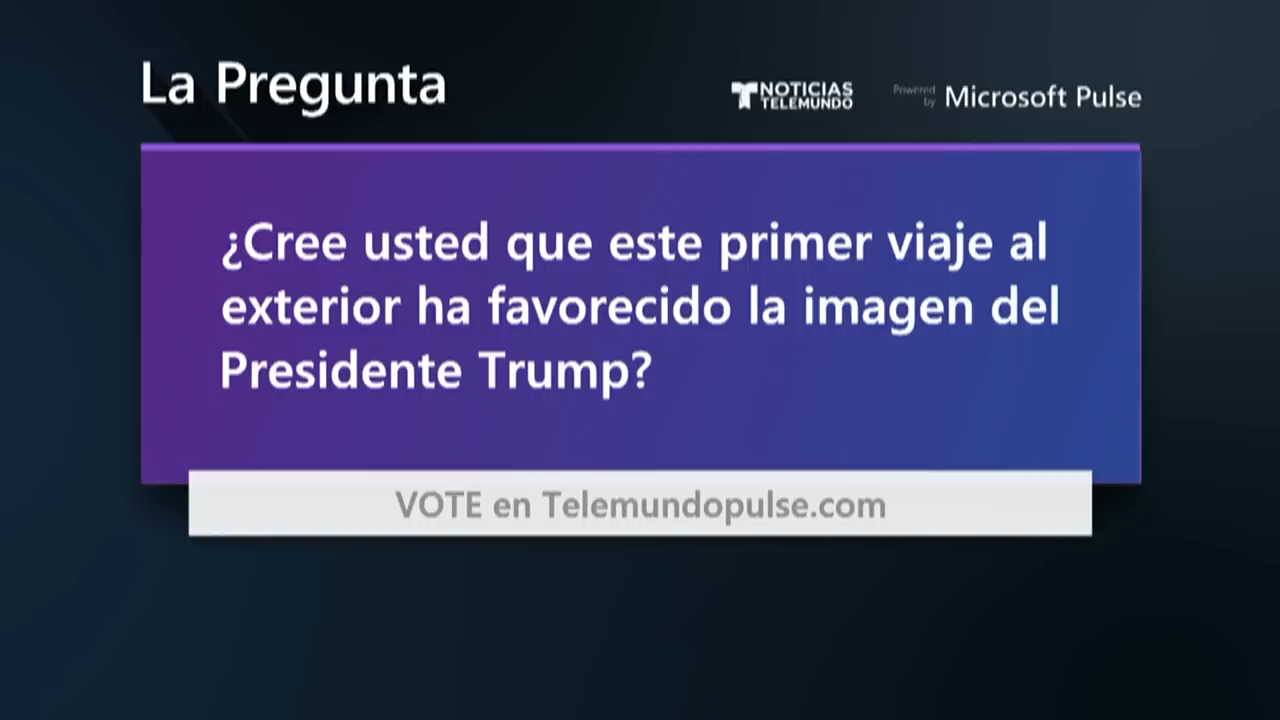 La Pregunta
NOTICIAS
TELEMUNDO
Powered
by
Microsoft Pulse
¿Cree usted que este primer viaje al
exterior ha favorecido la imagen del
Presidente Trump?
VOTE en Telemundopulse.com